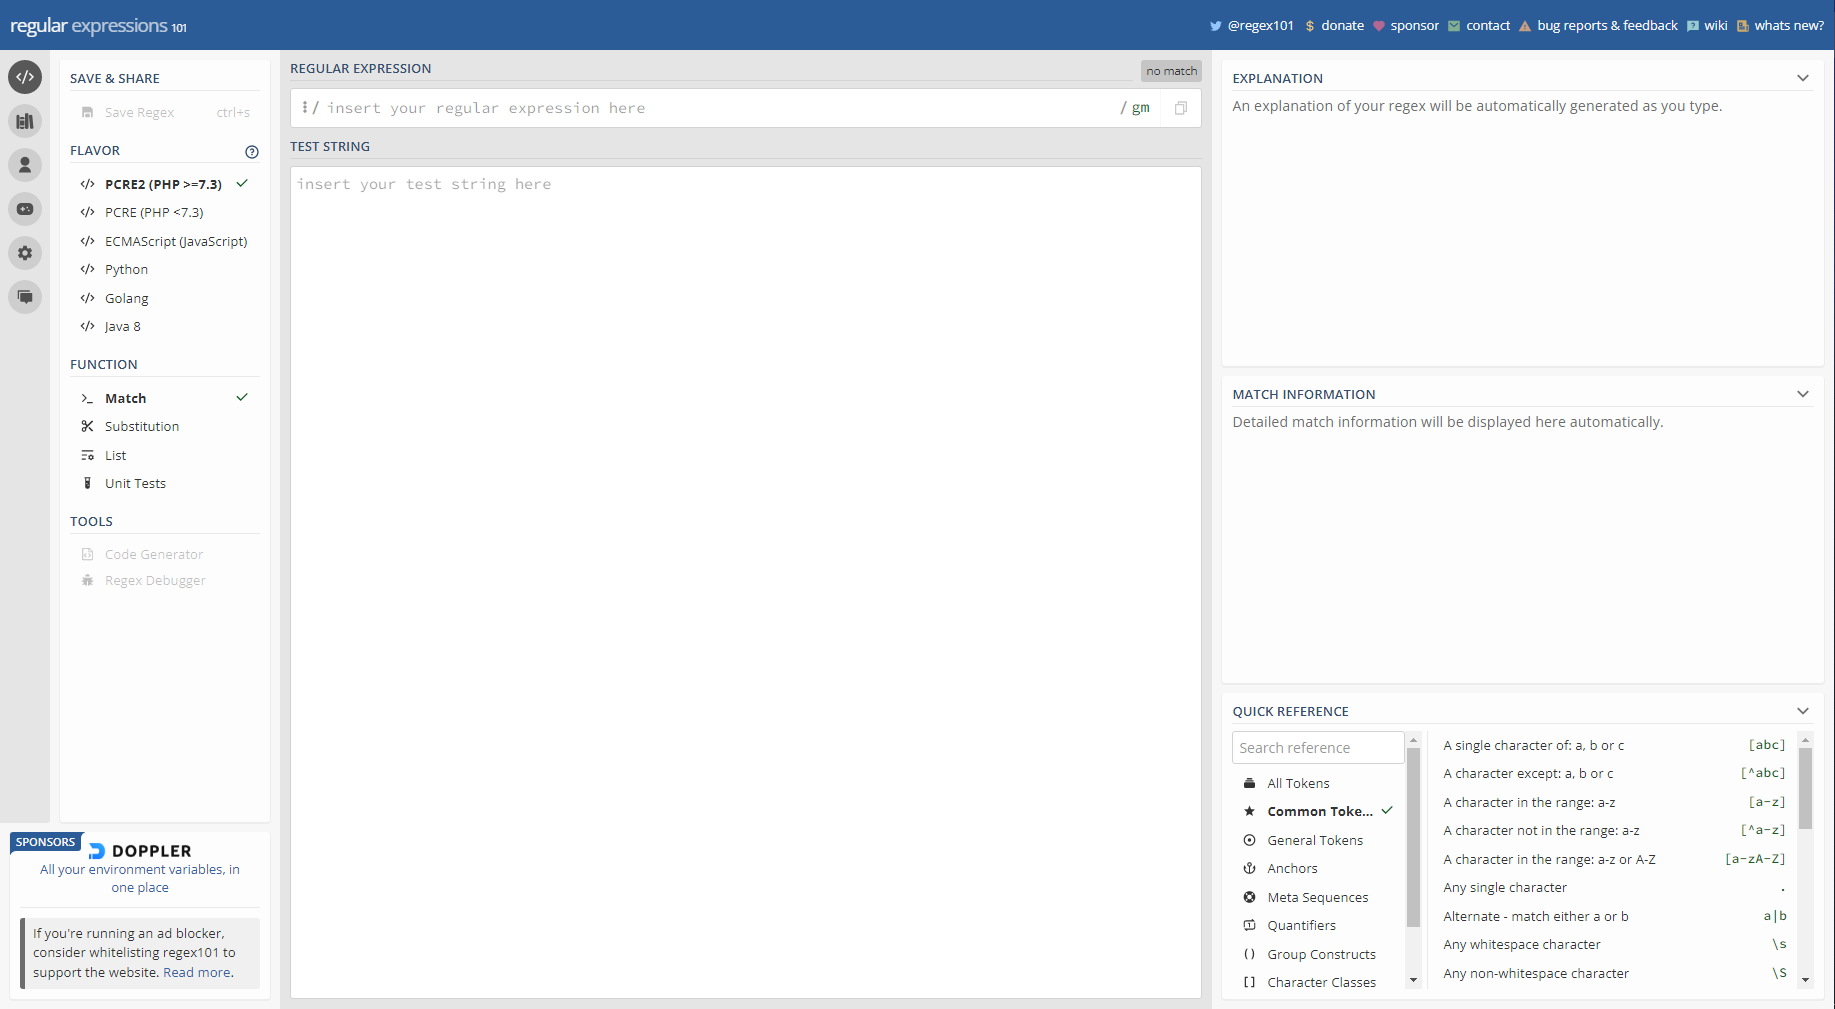 regular expressions 101
@regex101
$ donate
sponsor
contact
bug reports & feedback
wiki
whats new?
SAVE & SHARE
Save Regex ctrl+s
FLAVOR
</> PCRE2 (PHP >=7.3)
</> PCRE (PHP <7.3)
</> ECMAScript (JavaScript)
</> Python
</> Golang
</> Java 8
FUNCTION
Match
Substitution
List
Unit Tests
TOOLS
Code Generator
Regex Debugger
SPONSORS
DOPPLER
All your environment variables, in
one place
If you're running an ad blocker,
consider whitelisting regex101 to
support the website. Read more.
REGULAR EXPRESSION
no match
/ insert your regular expression here / gm
TEST STRING
insert your test string here
EXPLANATION
An explanation of your regex will be automatically generated as you type.
MATCH INFORMATION
Detailed match information will be displayed here automatically.
QUICK REFERENCE
Search reference
All Tokens
Common Toke...
General Tokens
Anchors
Meta Sequences
Quantifiers
() Group Constructs
[] Character Classes
A single character of: a, b or c [abc]
A character except: a, b or c [^abc]
A character in the range: a-z [a-z]
A character not in the range: a-z [^a-z]
A character in the range: a-z or A-Z [a-zA-Z]
Any single character .
Alternate - match either a or b a|b
Any whitespace character \s
Any non-whitespace character \S